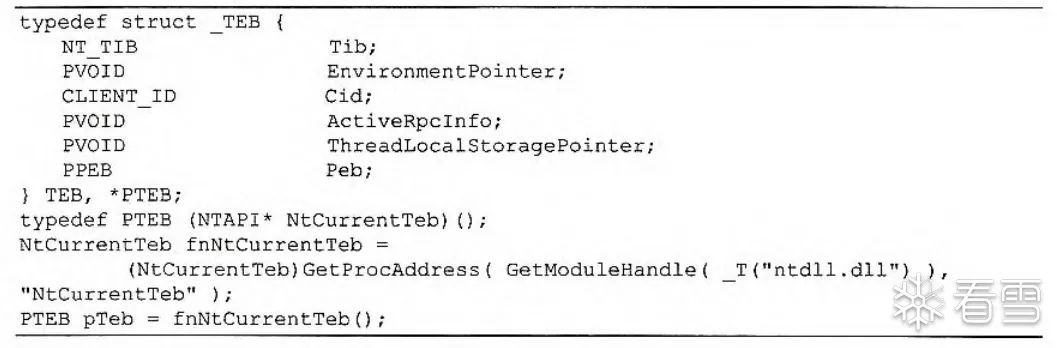 typedef struct _TEB {
NT_TIB Tib;
PVOID EnvironmentPointer;
CLIENT_ID Cid;
PVOID ActiveRpcInfo;
PVOID ThreadLocalStoragePointer;
PPEB Peb;
} TEB, *PTEB;
typedef PTEB (NTAPI* NtCurrentTeb)();
NtCurrentTeb fnNtCurrentTeb =
(NtCurrentTeb)GetProcAddress( GetModuleHandle( _T("ntdll.dll") ),
"NtCurrentTeb" );
PTEB pTeb = fnNtCurrentTeb();
看雪